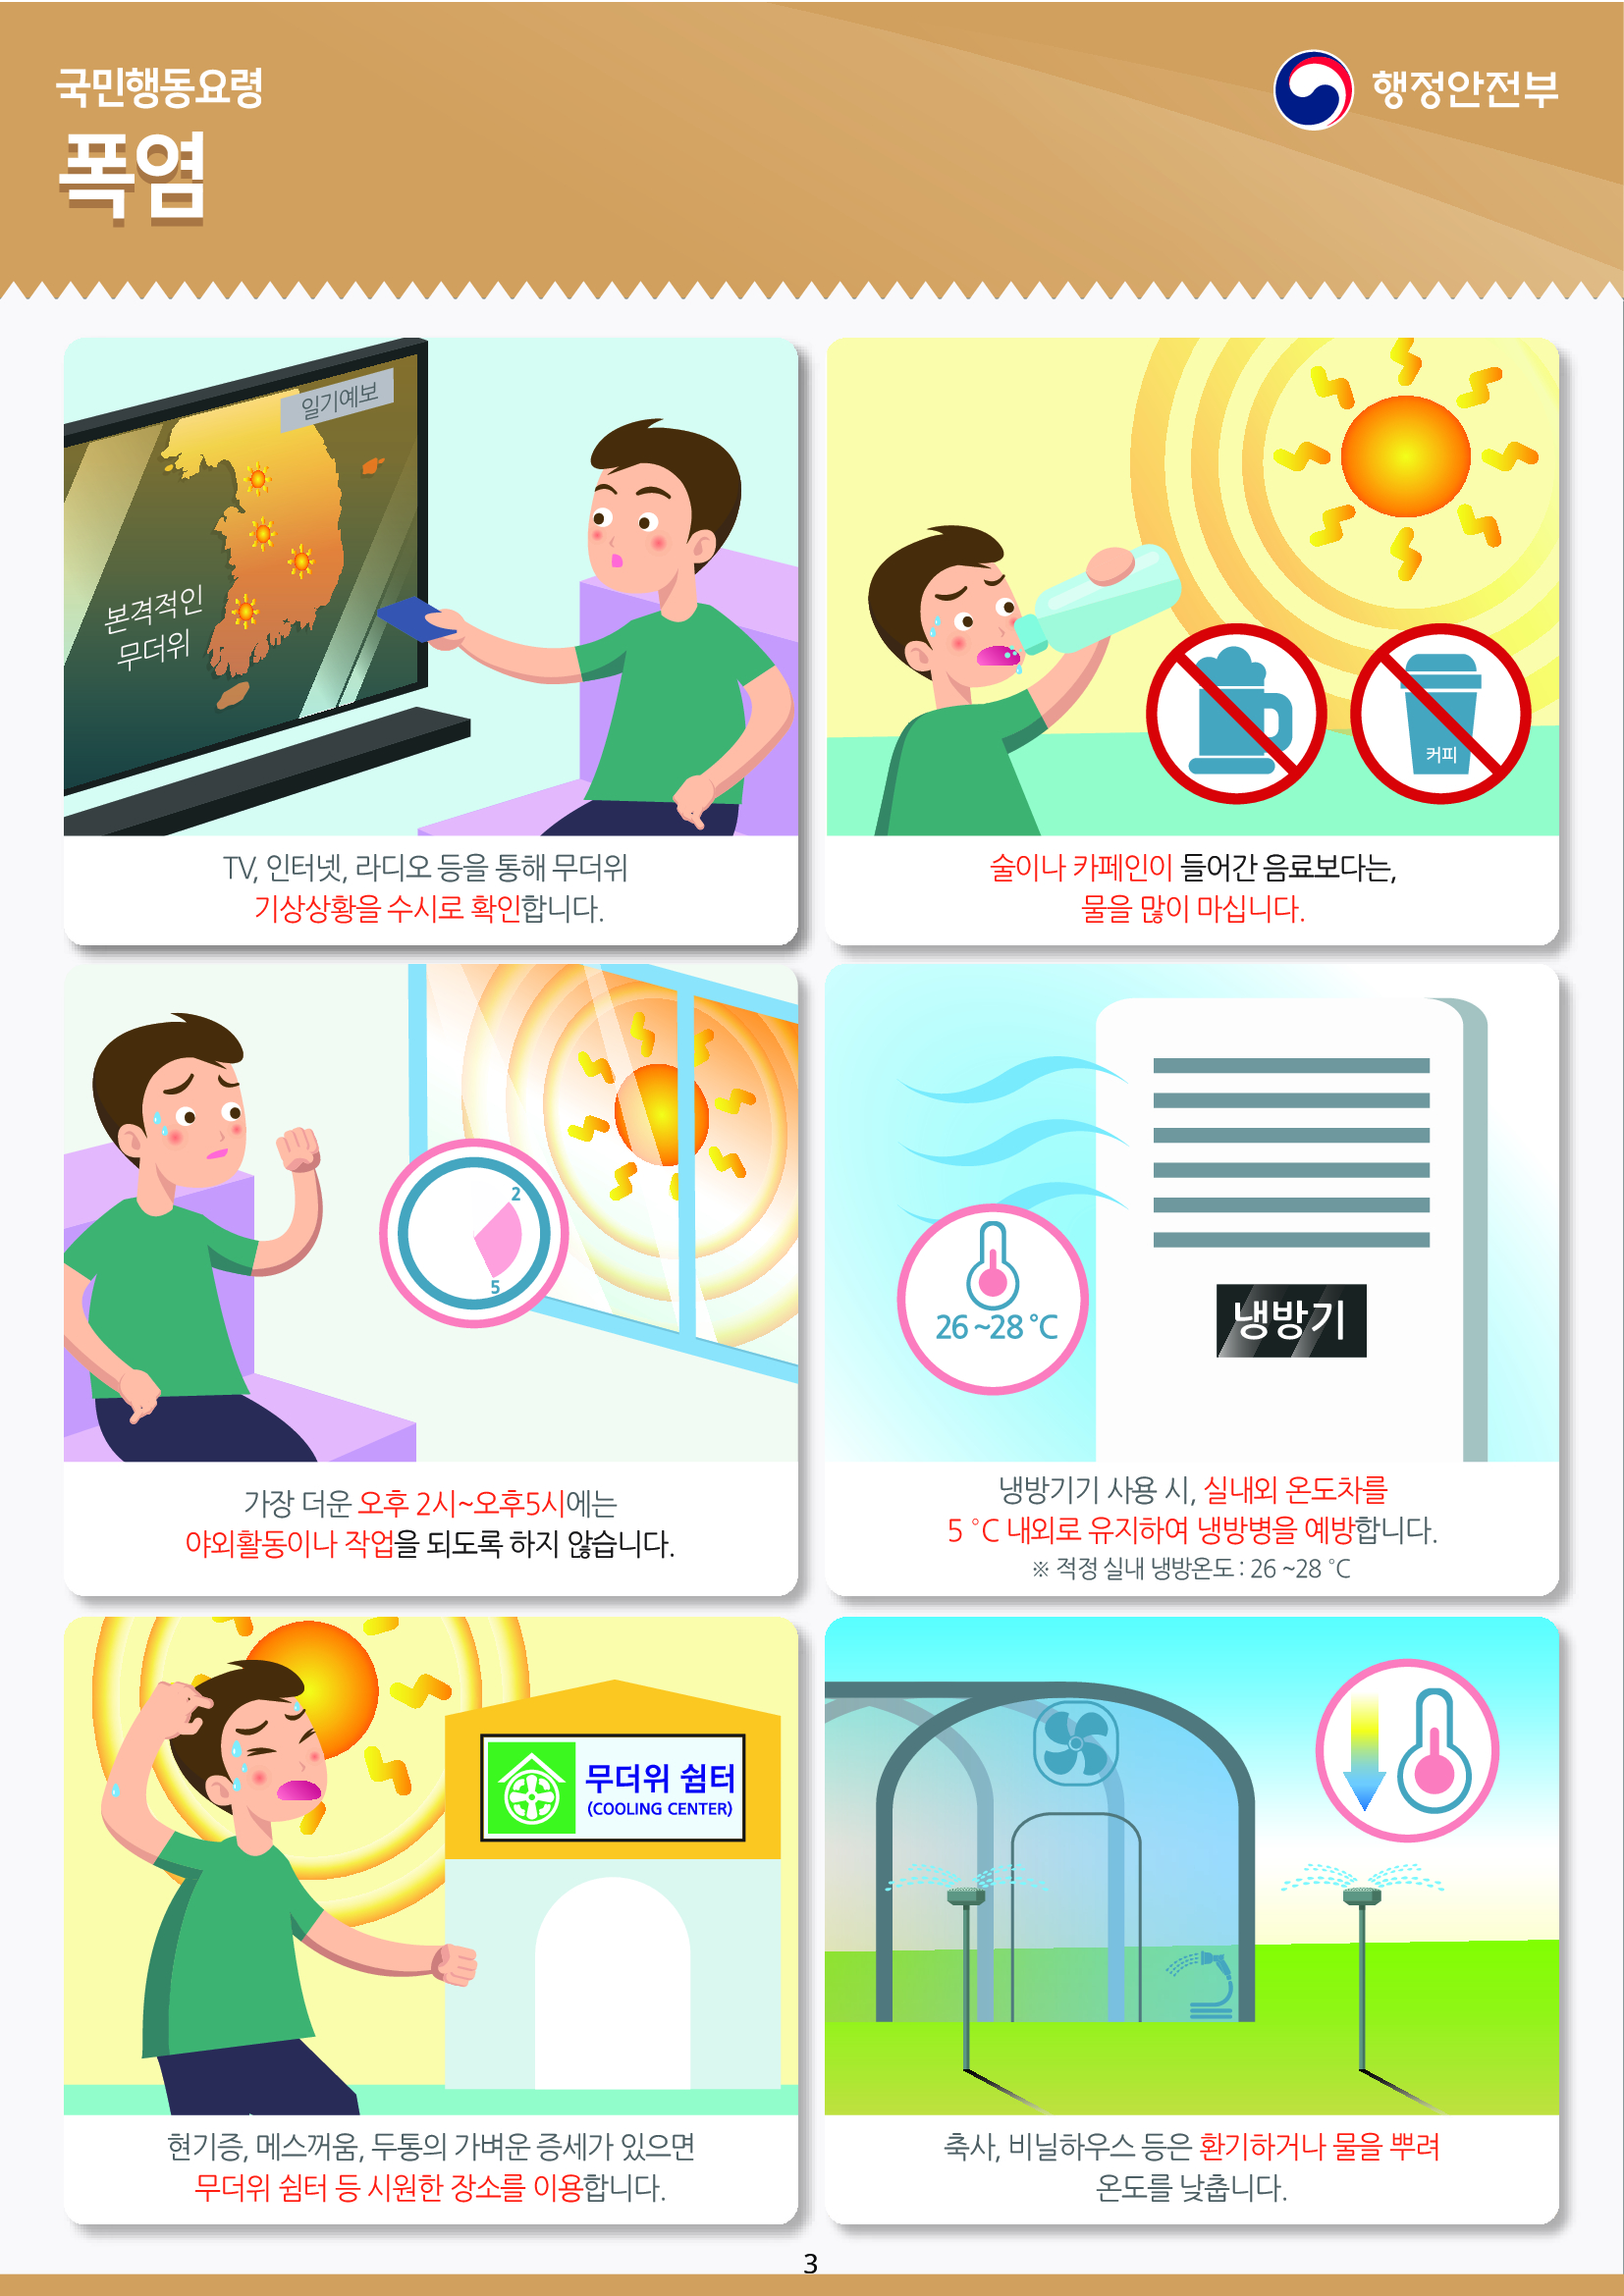 국민행동요령
폭염
행정안전부
일기예보
본격적인
무더위
TV, 인터넷, 라디오 등을 통해 무더위
기상상황을 수시로 확인합니다.
커피
술이나 카페인이 들어간 음료보다는,
물을 많이 마십니다.
2
5
가장 더운 오후 2시~오후5시에는
야외활동이나 작업을 되도록 하지 않습니다.
26 ~28 ℃
냉방기
냉방기기 사용 시, 실내외 온도차를
5 ℃ 내외로 유지하여 냉방병을 예방합니다.
※ 적정 실내 냉방온도 : 26 ~28 ℃
무더위 쉼터
(COOLING CENTER)
현기증, 메스꺼움, 두통의 가벼운 증세가 있으면
무더위 쉼터 등 시원한 장소를 이용합니다.
축사, 비닐하우스 등은 환기하거나 물을 뿌려
온도를 낮춥니다.
3